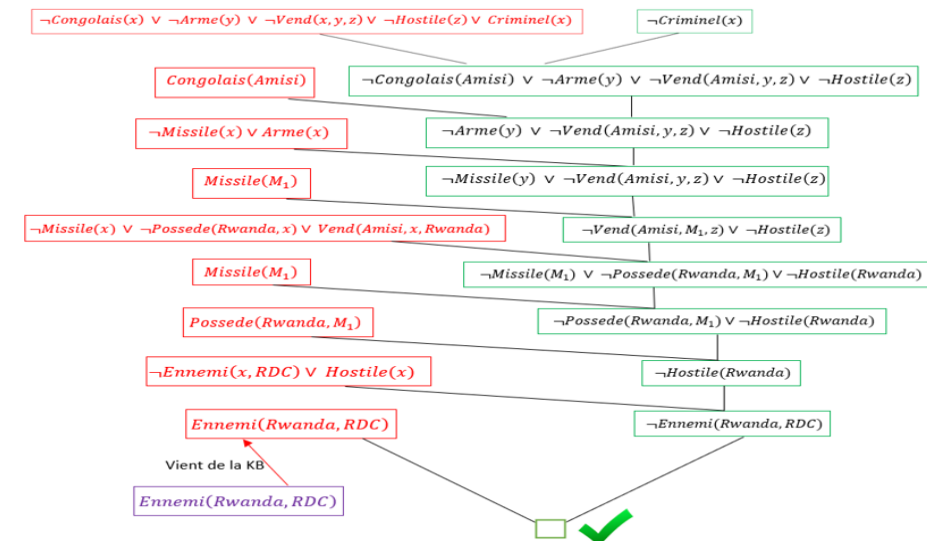 ¬Congolais(x) ∨ ¬Arme(y) ∨ ¬Vend(x, y, z) ∨ ¬Hostile(z) ∨ Criminel(x)
¬Criminel(x)
Congolais(Amisi)
¬Congolais(Amisi) ∨ ¬Arme(y) ∨ ¬Vend(Amisi, y, z) ∨ ¬Hostile(z)
¬Missile(x) ∨ Arme(x)
¬Arme(y) ∨ ¬Vend(Amisi, y, z) ∨ ¬Hostile(z)
Missile(M₁)
¬Missile(y) ∨ ¬Vend(Amisi, y, z) ∨ ¬Hostile(z)
¬Missile(x) ∨ ¬Possede(Rwanda, x) ∨ Vend(Amisi, x, Rwanda)
¬Vend(Amisi, M₁, z) ∨ ¬Hostile(z)
Missile(M₁)
¬Missile(M₁) ∨ ¬Possede(Rwanda, M₁) ∨ ¬Hostile(Rwanda)
Possede(Rwanda, M₁)
¬Possede(Rwanda, M₁) ∨ ¬Hostile(Rwanda)
¬Ennemi(x, RDC) ∨ Hostile(x)
¬Hostile(Rwanda)
Ennemi(Rwanda, RDC)
¬Ennemi(Rwanda, RDC)
Vient de la KB
Ennemi(Rwanda, RDC)